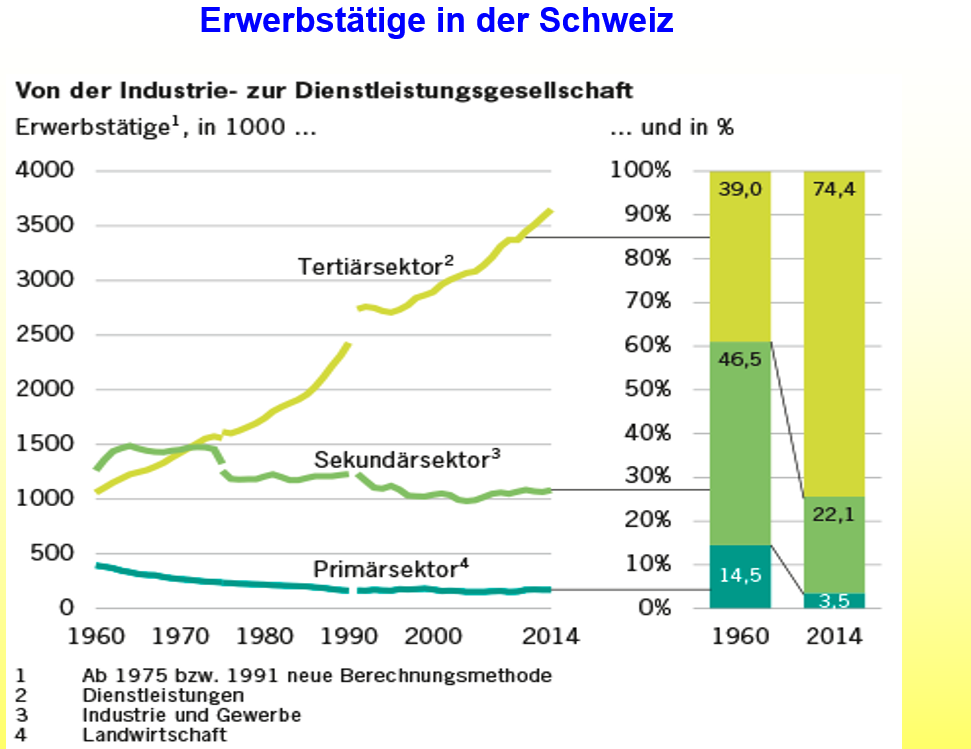 Erwerbstätige in der Schweiz
Von der Industrie- zur Dienstleistungsgesellschaft
Erwerbstätige¹, in 1000 ...
... und in %
4000
3500
3000
2500
2000
1500
1000
500
0
Tertiärsektor²
Sekundärsektor³
Primärsektor⁴
1960 1970 1980 1990 2000 2014
100%
90%
80%
70%
60%
50%
40%
30%
20%
10%
0%
39,0 74,4
46,5
22,1
14,5
3,5
1960 2014
1 Ab 1975 bzw. 1991 neue Berechnungsmethode
2 Dienstleistungen
3 Industrie und Gewerbe
4 Landwirtschaft